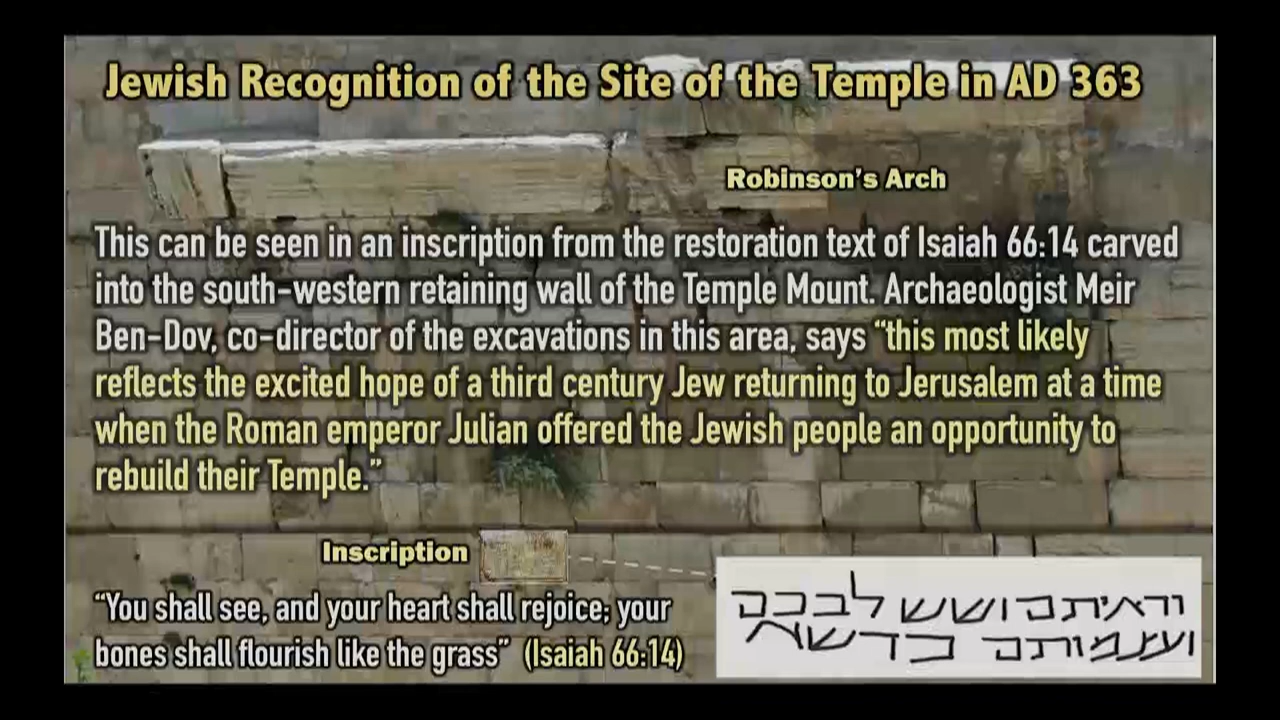 Jewish Recognition of the Site of the Temple in AD 363
Robinson's Arch
This can be seen in an inscription from the restoration text of Isaiah 66:14 carved
into the south-western retaining wall of the Temple Mount. Archaeologist Meir
Ben-Dov, co-director of the excavations in this area, says “this most likely
reflects the excited hope of a third century Jew returning to Jerusalem at a time
when the Roman emperor Julian offered the Jewish people an opportunity to
rebuild their Temple.”
Inscription
“You shall see, and your heart shall rejoice; your
bones shall flourish like the grass” (Isaiah 66:14)
וראיתם ושש לבכם
ועצמותם כדשא